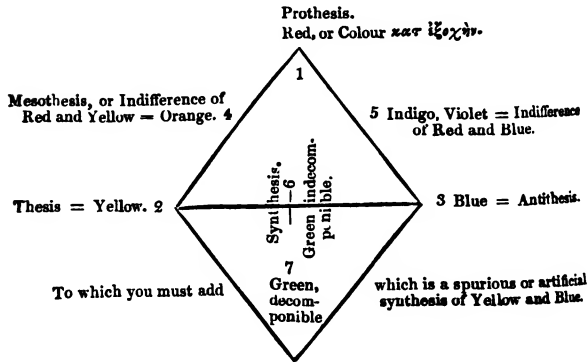 Prothesis.
Red, or Colour κατ ἐξοχὴν.
1
Mesothesis, or Indifference of
Red and Yellow = Orange. 4
5 Indigo, Violet = Indifference
of Red and Blue.
Synthesis.
—6
Green indecom-
ponible.
Thesis = Yellow. 2
3 Blue = Antithesis.
7
Green,
decom-
ponible
To which you must add
which is a spurious or artificial
synthesis of Yellow and Blue.